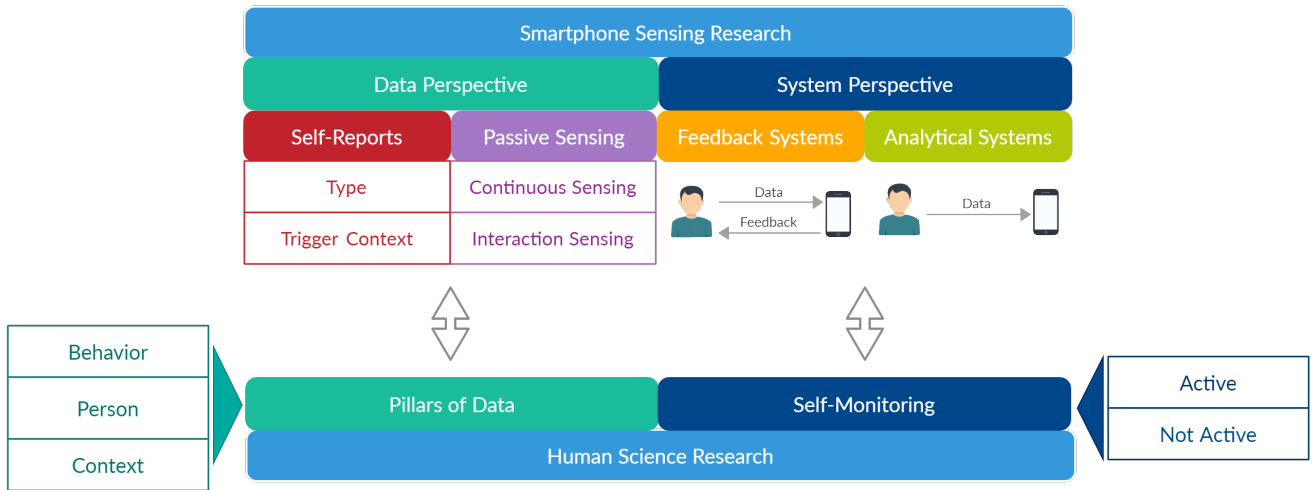 Smartphone Sensing Research
Data Perspective
System Perspective
Self-Reports
Passive Sensing
Feedback Systems
Analytical Systems
Type
Continuous Sensing
Trigger Context
Interaction Sensing
Data
Feedback
Data
Behavior
Person
Context
Pillars of Data
Self-Monitoring
Human Science Research
Active
Not Active